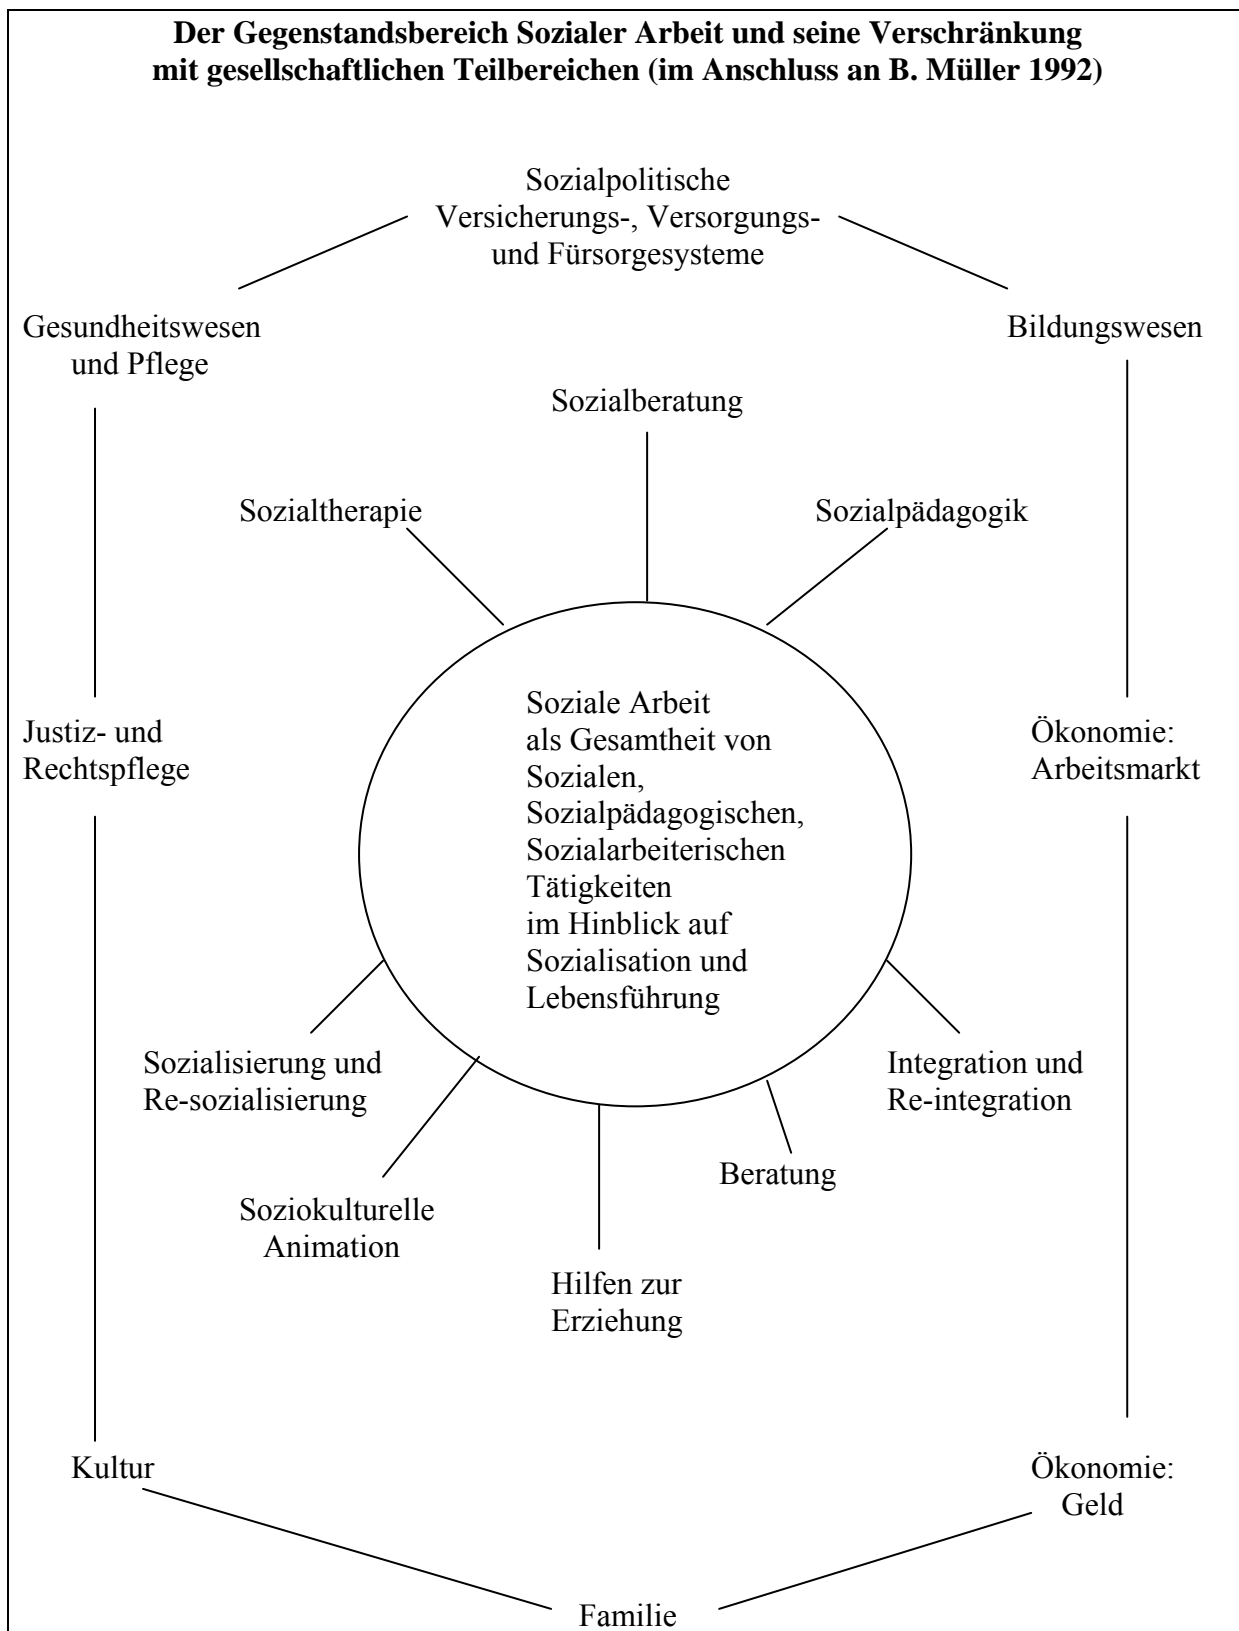 Der Gegenstandsbereich Sozialer Arbeit und seine Verschränkung
mit gesellschaftlichen Teilbereichen (im Anschluss an B. Müller 1992)
Sozialpolitische
Versicherungs-, Versorgungs-
und Fürsorgesysteme
Gesundheitswesen
und Pflege
Bildungswesen
Sozialberatung
Sozialtherapie
Sozialpädagogik
Soziale Arbeit
als Gesamtheit von
Sozialen,
Sozialpädagogischen,
Sozialarbeiterischen
Tätigkeiten
im Hinblick auf
Sozialisation und
Lebensführung
Justiz- und
Rechtspflege
Ökonomie:
Arbeitsmarkt
Sozialisierung und
Re-sozialisierung
Integration und
Re-integration
Beratung
Soziokulturelle
Animation
Hilfen zur
Erziehung
Kultur
Ökonomie:
Geld
Familie